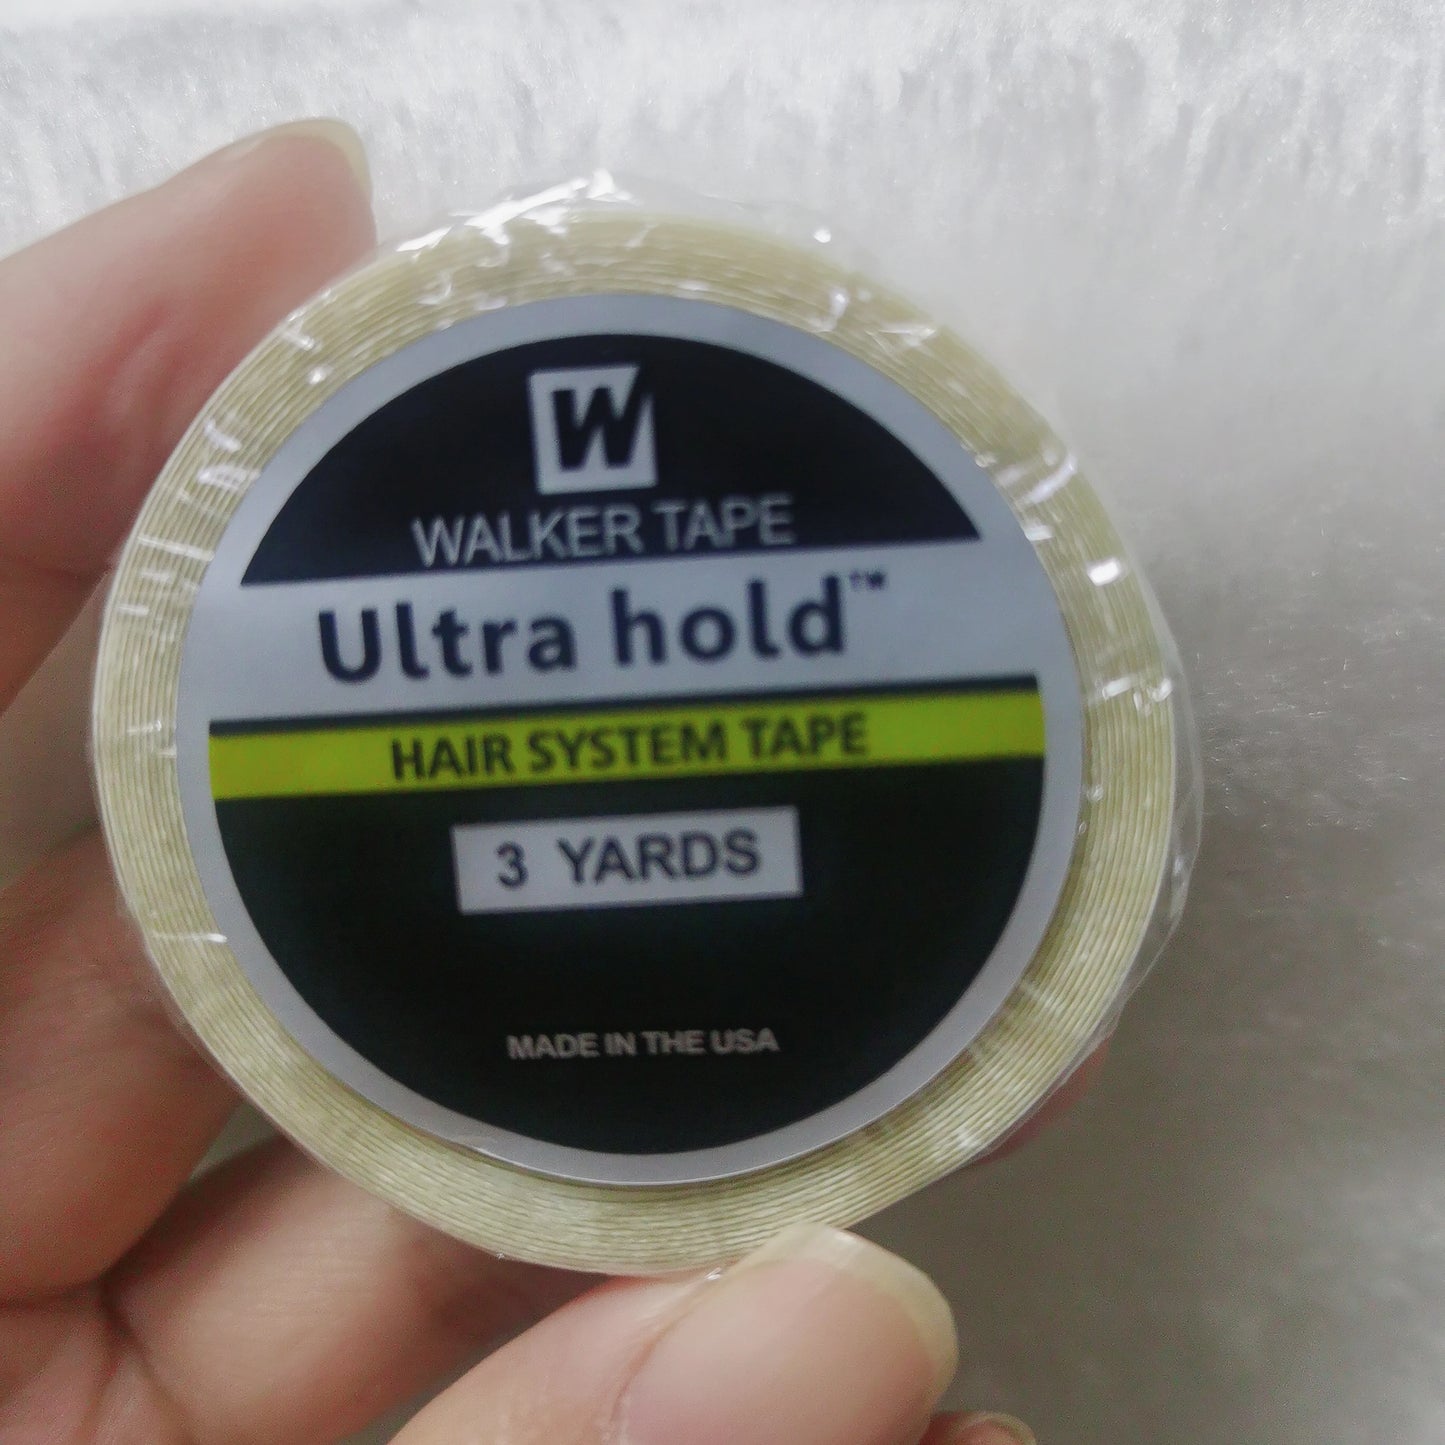 W
WALKER TAPE
Ultra hold™
HAIR SYSTEM TAPE
3 YARDS
MADE IN THE USA